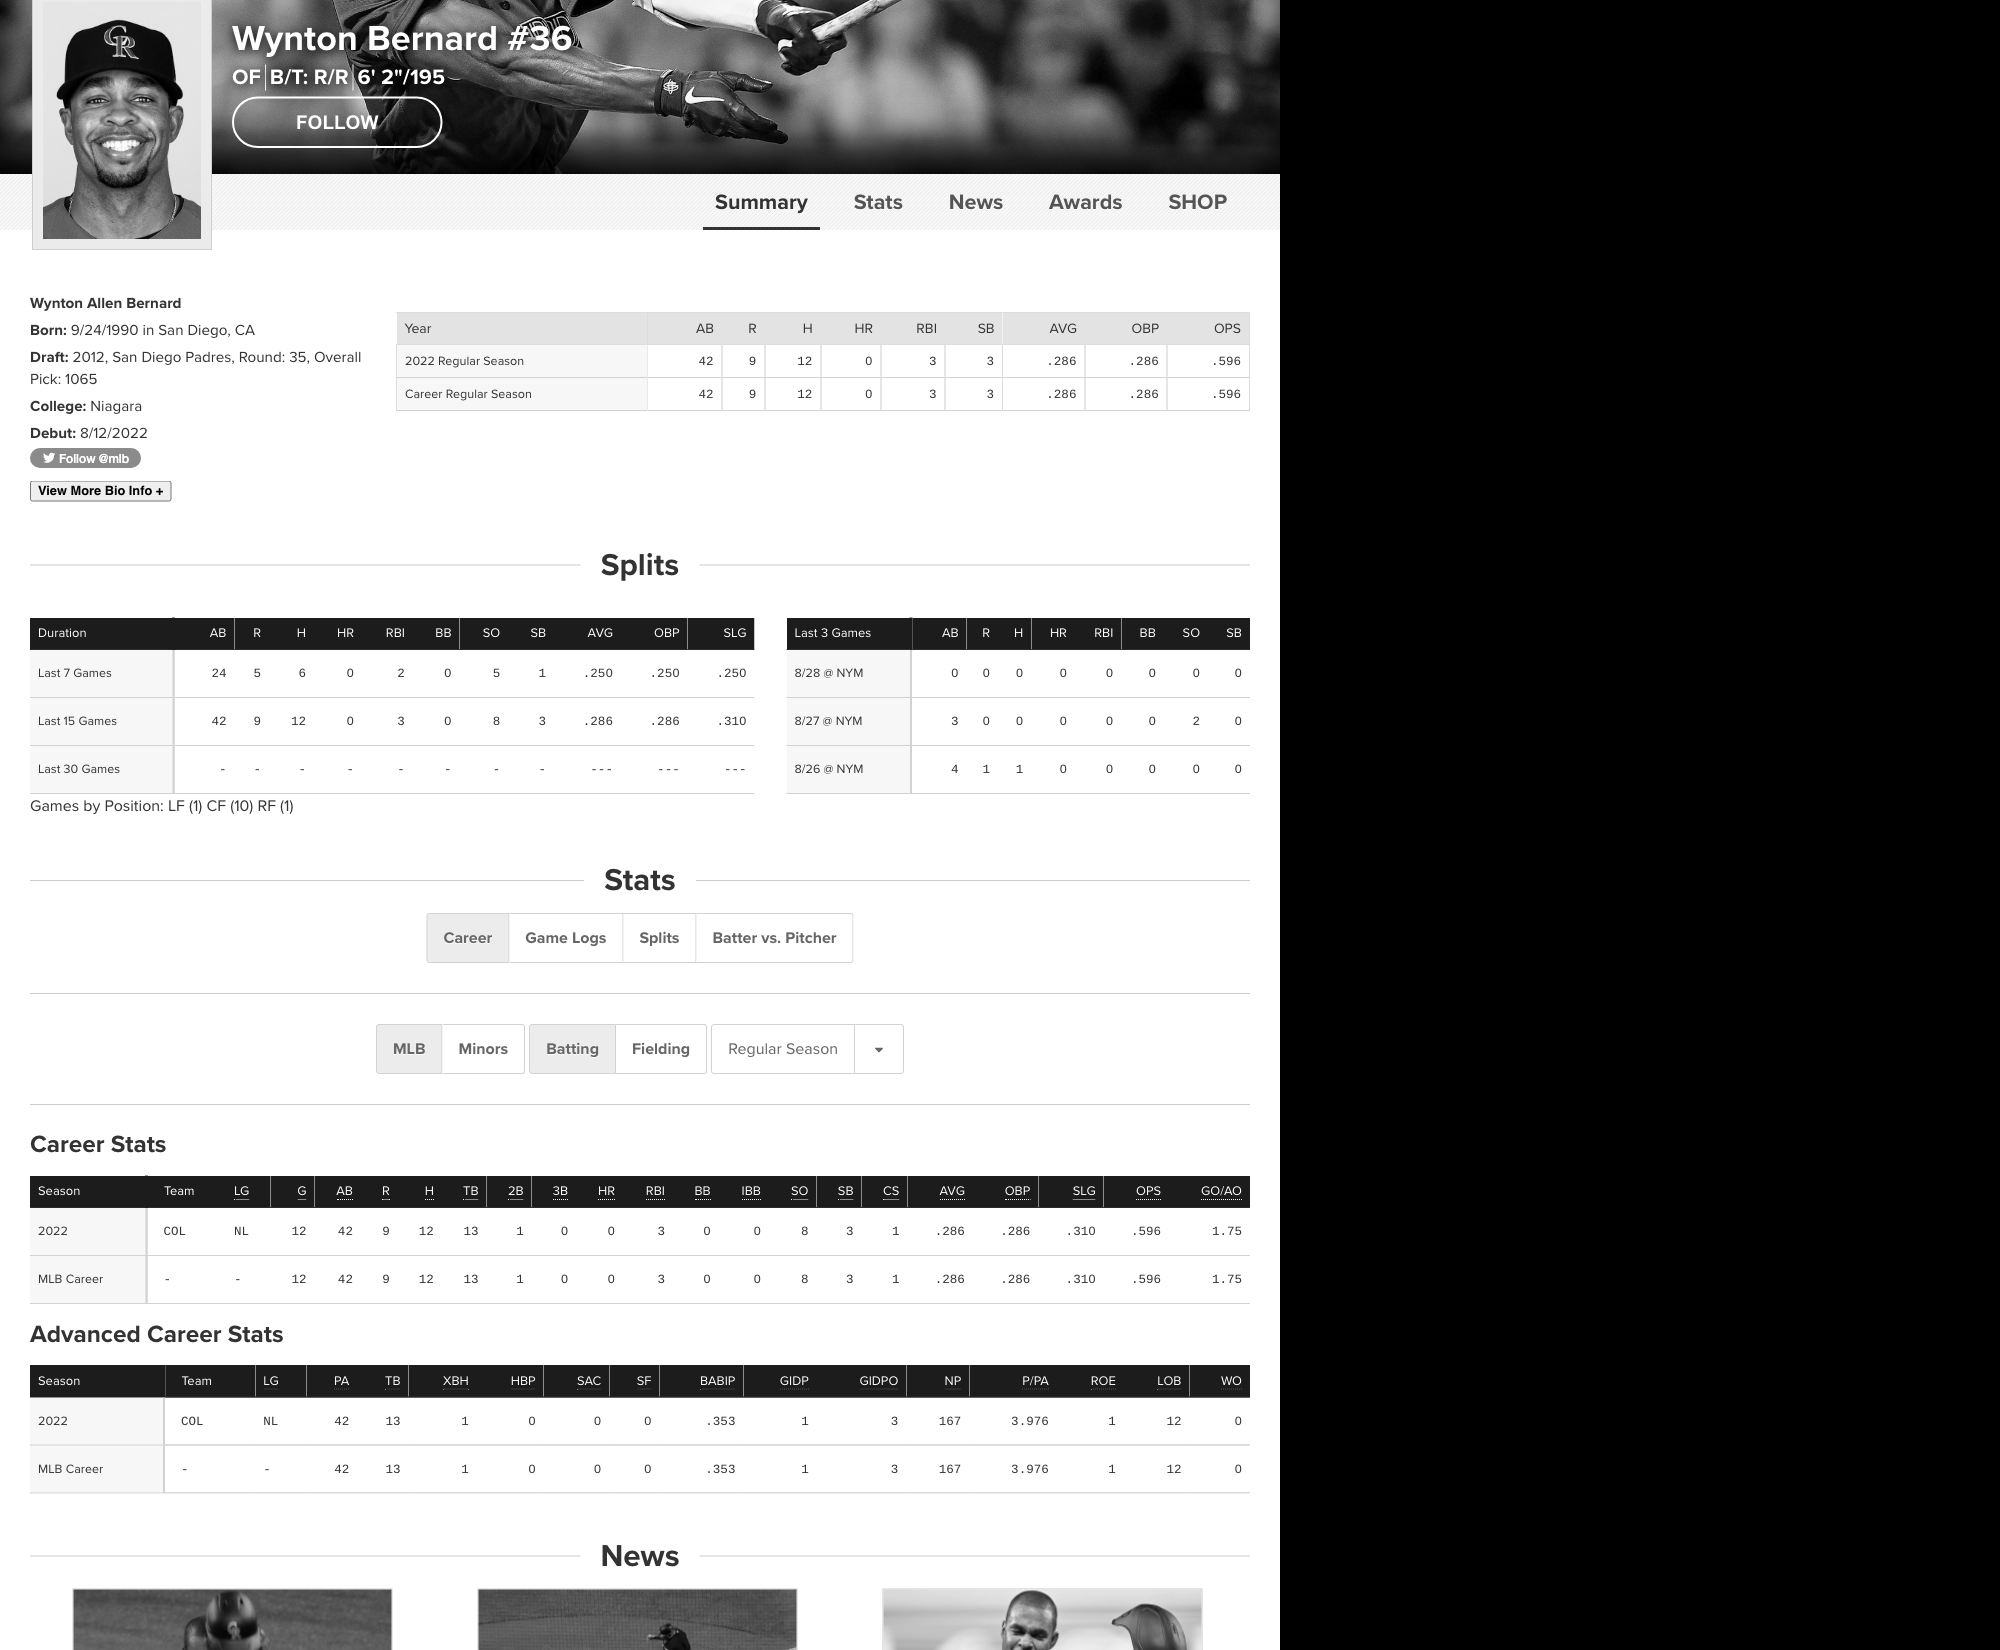 Wynton Bernard #36
OF B/T: R/R 6' 2"/195
FOLLOW
Summary Stats News Awards SHOP
Wynton Allen Bernard
Born: 9/24/1990 in San Diego, CA
Draft: 2012, San Diego Padres, Round: 35, Overall
Pick: 1065
College: Niagara
Debut: 8/12/2022
Follow @mlb
View More Bio Info +
Year AB R H HR RBI SB AVG OBP OPS
2022 Regular Season 42 9 12 0 3 3 .286 .286 .596
Career Regular Season 42 9 12 0 3 3 .286 .286 .596
Splits
Duration AB R H HR RBI BB SO SB AVG OBP SLG
Last 7 Games 24 5 6 0 2 0 5 1 .250 .250 .250
Last 15 Games 42 9 12 0 3 0 8 3 .286 .286 .310
Last 30 Games - - - - - - - - --- --- ---
Last 3 Games AB R H HR RBI BB SO SB
8/28 @ NYM 0 0 0 0 0 0 0 0
8/27 @ NYM 3 0 0 0 0 0 2 0
8/26 @ NYM 4 1 1 0 0 0 0 0
Games by Position: LF (1) CF (10) RF (1)
Stats
Career Game Logs Splits Batter vs. Pitcher
MLB Minors Batting Fielding Regular Season
Career Stats
Season Team LG G AB R H TB 2B 3B HR RBI BB IBB SO SB CS AVG OBP SLG OPS GO/AO
2022 COL NL 12 42 9 12 13 1 0 0 3 0 0 8 3 1 .286 .286 .310 .596 1.75
MLB Career - - 12 42 9 12 13 1 0 0 3 0 0 8 3 1 .286 .286 .310 .596 1.75
Advanced Career Stats
Season Team LG PA TB XBH HBP SAC SF BABIP GIDP GIDPO NP P/PA ROE LOB WO
2022 COL NL 42 13 1 0 0 0 .353 1 3 167 3.976 1 12 0
MLB Career - - 42 13 1 0 0 0 .353 1 3 167 3.976 1 12 0
News